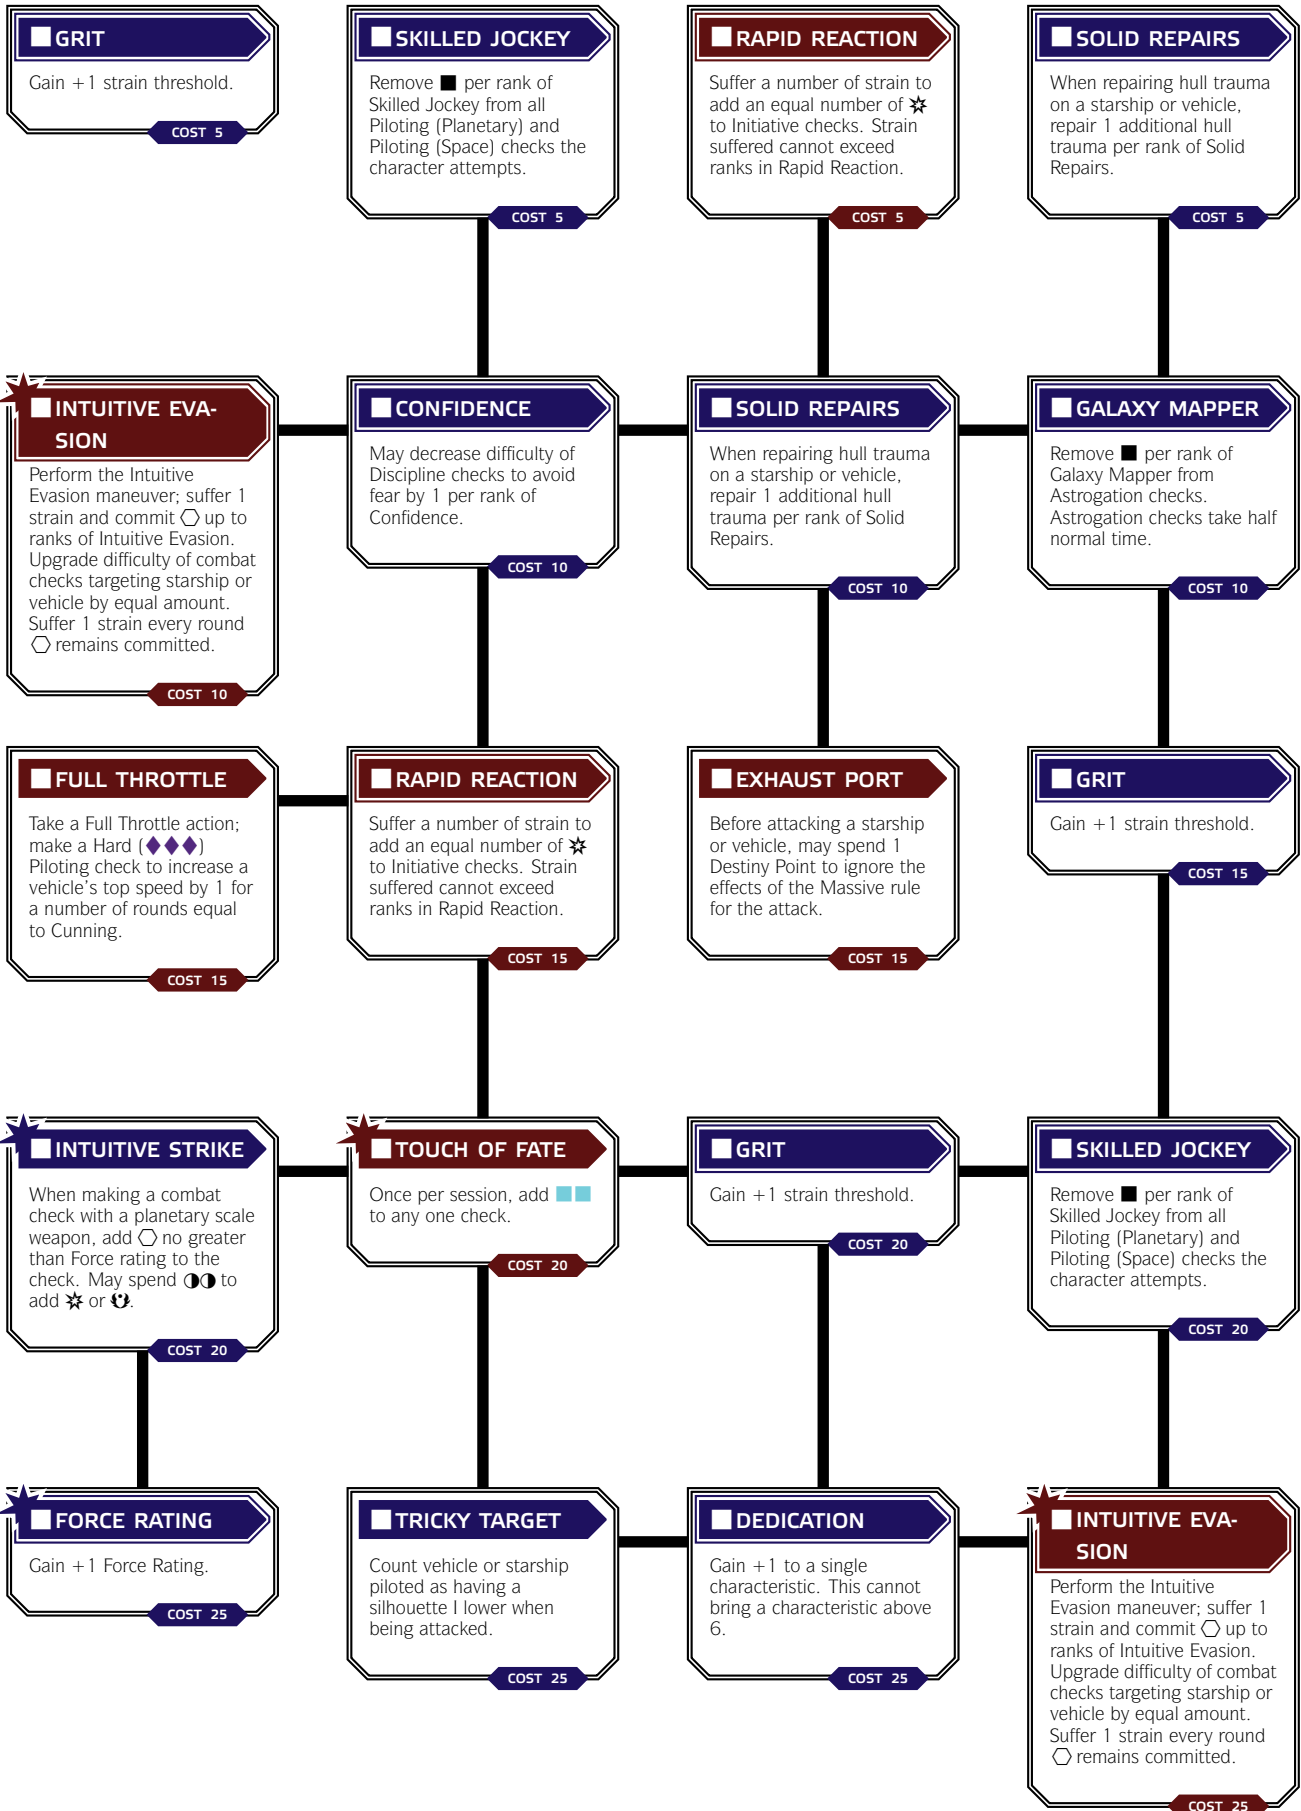 GRIT
Gain +1 strain threshold.
COST 5
SKILLED JOCKEY
Remove ■ per rank of
Skilled Jockey from all
Piloting (Planetary) and
Piloting (Space) checks the
character attempts.
COST 5
RAPID REACTION
Suffer a number of strain to
add an equal number of
to Initiative checks. Strain
suffered cannot exceed
ranks in Rapid Reaction.
COST 5
SOLID REPAIRS
When repairing hull trauma
on a starship or vehicle,
repair 1 additional hull
trauma per rank of Solid
Repairs.
COST 5
INTUITIVE EVA-
SION
Perform the Intuitive
Evasion maneuver; suffer 1
strain and commit ⬡ up to
ranks of Intuitive Evasion.
Upgrade difficulty of combat
checks targeting starship or
vehicle by equal amount.
Suffer 1 strain every round
⬡ remains committed.
COST 10
CONFIDENCE
May decrease difficulty of
Discipline checks to avoid
fear by 1 per rank of
Confidence.
COST 10
SOLID REPAIRS
When repairing hull trauma
on a starship or vehicle,
repair 1 additional hull
trauma per rank of Solid
Repairs.
COST 10
GALAXY MAPPER
Remove ■ per rank of
Galaxy Mapper from
Astrogation checks.
Astrogation checks take half
normal time.
COST 10
FULL THROTTLE
Take a Full Throttle action;
make a Hard (♦♦♦)
Piloting check to increase a
vehicle's top speed by 1 for
a number of rounds equal
to Cunning.
COST 15
RAPID REACTION
Suffer a number of strain to
add an equal number of
to Initiative checks. Strain
suffered cannot exceed
ranks in Rapid Reaction.
COST 15
EXHAUST PORT
Before attacking a starship
or vehicle, may spend 1
Destiny Point to ignore the
effects of the Massive rule
for the attack.
COST 15
GRIT
Gain +1 strain threshold.
COST 15
INTUITIVE STRIKE
When making a combat
check with a planetary scale
weapon, add ⬡ no greater
than Force rating to the
check. May spend ◑◑ to
add or .
COST 20
TOUCH OF FATE
Once per session, add ■■
to any one check.
COST 20
GRIT
Gain +1 strain threshold.
COST 20
SKILLED JOCKEY
Remove ■ per rank of
Skilled Jockey from all
Piloting (Planetary) and
Piloting (Space) checks the
character attempts.
COST 20
FORCE RATING
Gain +1 Force Rating.
COST 25
TRICKY TARGET
Count vehicle or starship
piloted as having a
silhouette I lower when
being attacked.
COST 25
DEDICATION
Gain +1 to a single
characteristic. This cannot
bring a characteristic above
6.
COST 25
INTUITIVE EVA-
SION
Perform the Intuitive
Evasion maneuver; suffer 1
strain and commit ⬡ up to
ranks of Intuitive Evasion.
Upgrade difficulty of combat
checks targeting starship or
vehicle by equal amount.
Suffer 1 strain every round
⬡ remains committed.
COST 25